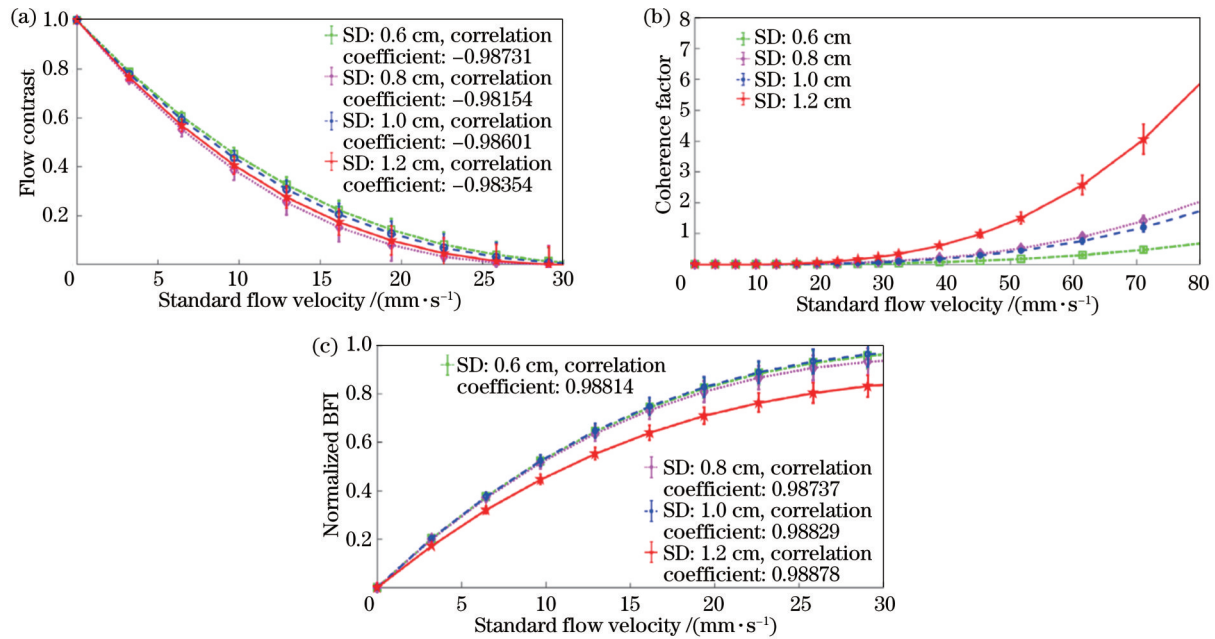 (a)
1.0
0.8
0.6
0.4
0.2
Flow contrast
SD: 0.6 cm, correlation
coefficient: −0.98731
SD: 0.8 cm, correlation
coefficient: −0.98154
SD: 1.0 cm, correlation
coefficient: −0.98601
SD: 1.2 cm, correlation
coefficient: −0.98354
0 5 10 15 20 25 30
Standard flow velocity /(mm·s⁻¹)
(b)
8
7
6
5
4
3
2
1
Coherence factor
SD: 0.6 cm
SD: 0.8 cm
SD: 1.0 cm
SD: 1.2 cm
0 10 20 30 40 50 60 70 80
Standard flow velocity /(mm·s⁻¹)
(c)
1.0
0.8
0.6
0.4
0.2
Normalized BFI
SD: 0.6 cm, correlation
coefficient: 0.98814
SD: 0.8 cm, correlation
coefficient: 0.98737
SD: 1.0 cm, correlation
coefficient: 0.98829
SD: 1.2 cm, correlation
coefficient: 0.98878
0 5 10 15 20 25 30
Standard flow velocity /(mm·s⁻¹)